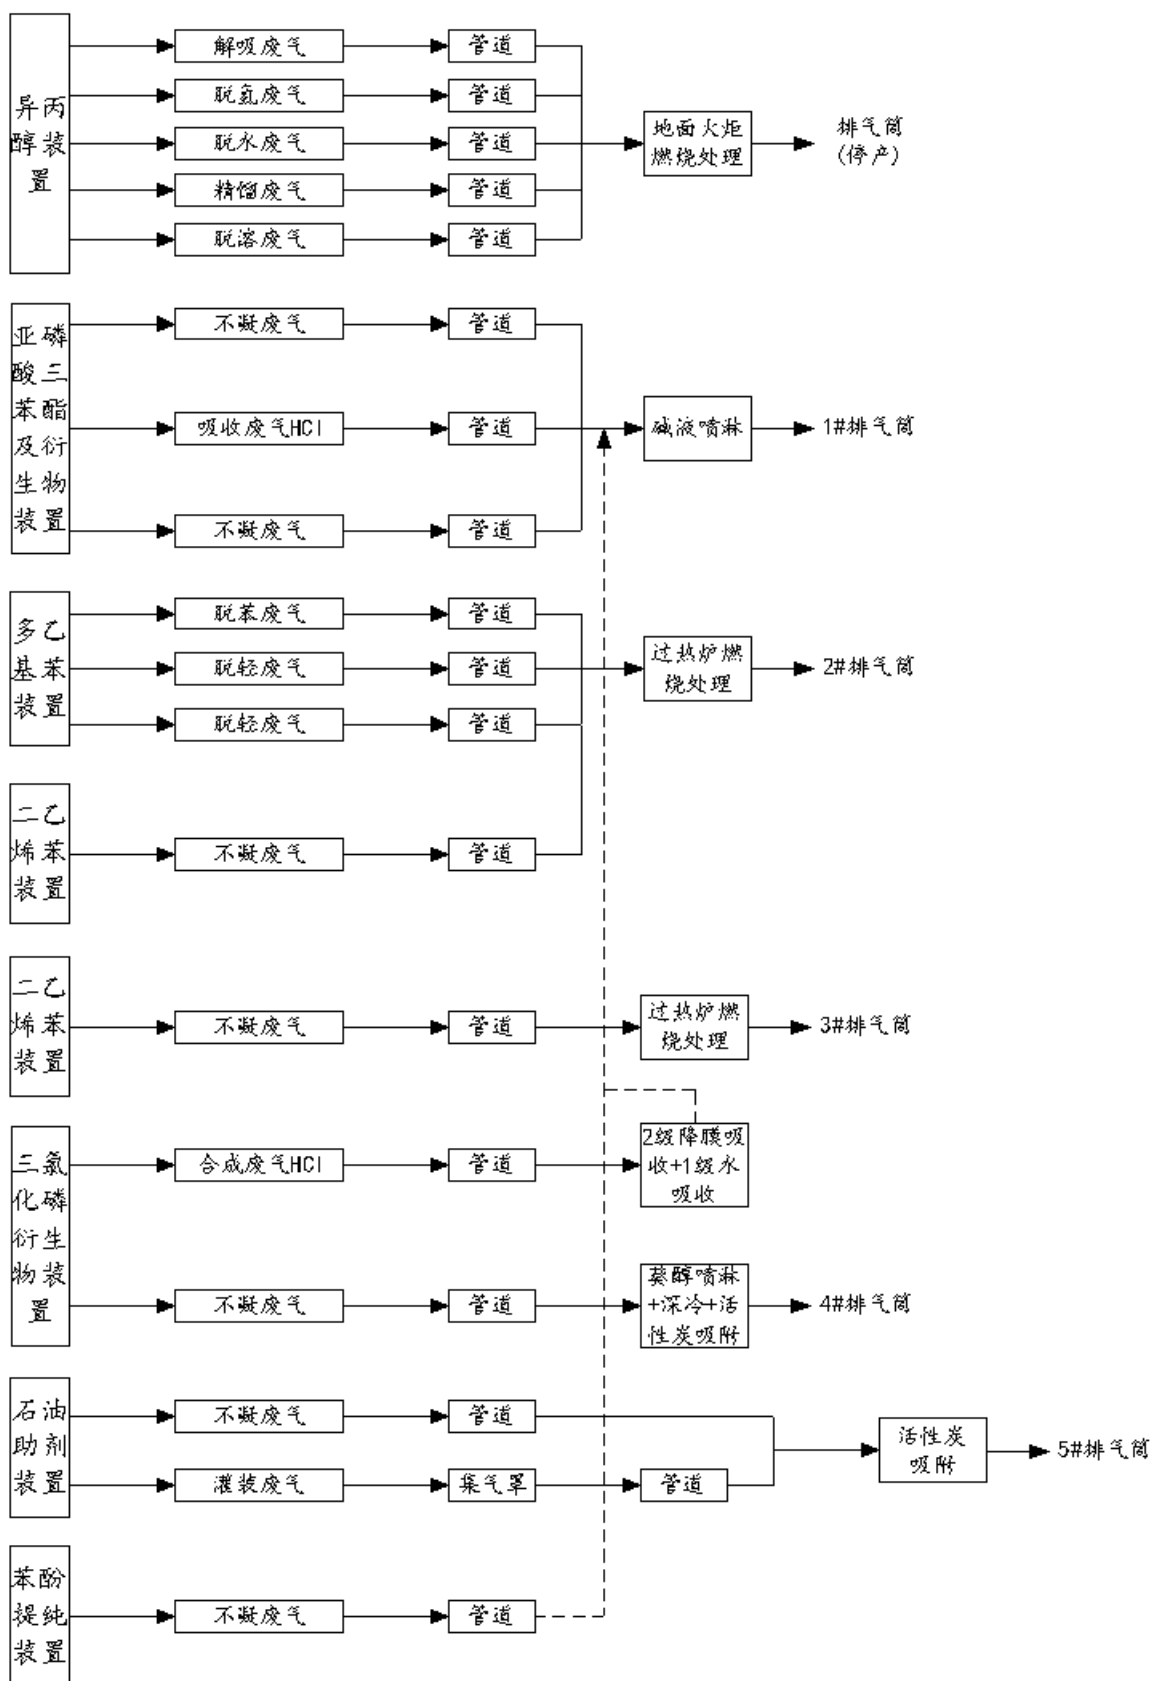 异丙
醇装
置
解吸废气
管道
脱氢废气
管道
脱水废气
管道
精馏废气
管道
脱溶废气
管道
地面火炬
燃烧处理
排气筒
(停产)
亚磷
酸三
苯酯
及衍
生物
装置
不凝废气
管道
吸收废气HCl
管道
不凝废气
管道
碱液喷淋
1#排气筒
多乙
基苯
装置
脱苯废气
管道
脱轻废气
管道
脱轻废气
管道
过热炉燃
烧处理
2#排气筒
二乙
烯苯
装置
不凝废气
管道
二乙
烯苯
装置
不凝废气
管道
过热炉燃
烧处理
3#排气筒
三氯
化磷
衍生
物装
置
合成废气HCl
管道
2级降膜吸
收+1级水
吸收
不凝废气
管道
葵醇喷淋
+深冷+活
性炭吸附
4#排气筒
石油
助剂
装置
不凝废气
管道
灌装废气
集气罩
管道
活性炭
吸附
5#排气筒
苯酚
提纯
装置
不凝废气
管道